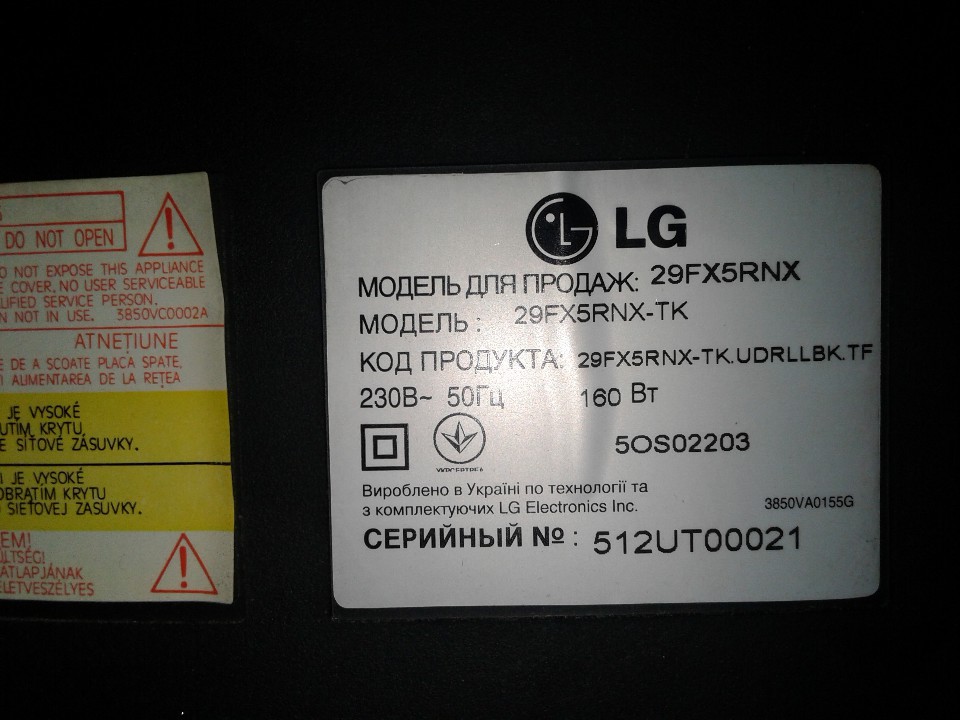 DO NOT OPEN
DO NOT EXPOSE THIS APPLIANCE
COVER, NO USER SERVICEABLE
SERVICE PERSON.
NOT IN USE. 3850VC0002A
ATNEȚIUNE
DE A SCOATE PLACA SPATE,
ALIMENTAREA DE LA REȚEA
JE VYSOKÉ
KRYTU,
SÍŤOVÉ ZÁSUVKY.
JE VYSOKÉ
KRYTU
SIEŤOVEJ ZÁSUVKY.
LG
МОДЕЛЬ ДЛЯ ПРОДАЖ: 29FX5RNX
МОДЕЛЬ : 29FX5RNX-TK
КОД ПРОДУКТА: 29FX5RNX-TK.UDRLLBK.TF
230В~ 50Гц 160 Вт
УКРСЕПРО
5OS02203
Вироблено в Україні по технології та
з комплектуючих LG Electronics Inc.
3850VA0155G
СЕРИЙНЫЙ №: 512UT00021